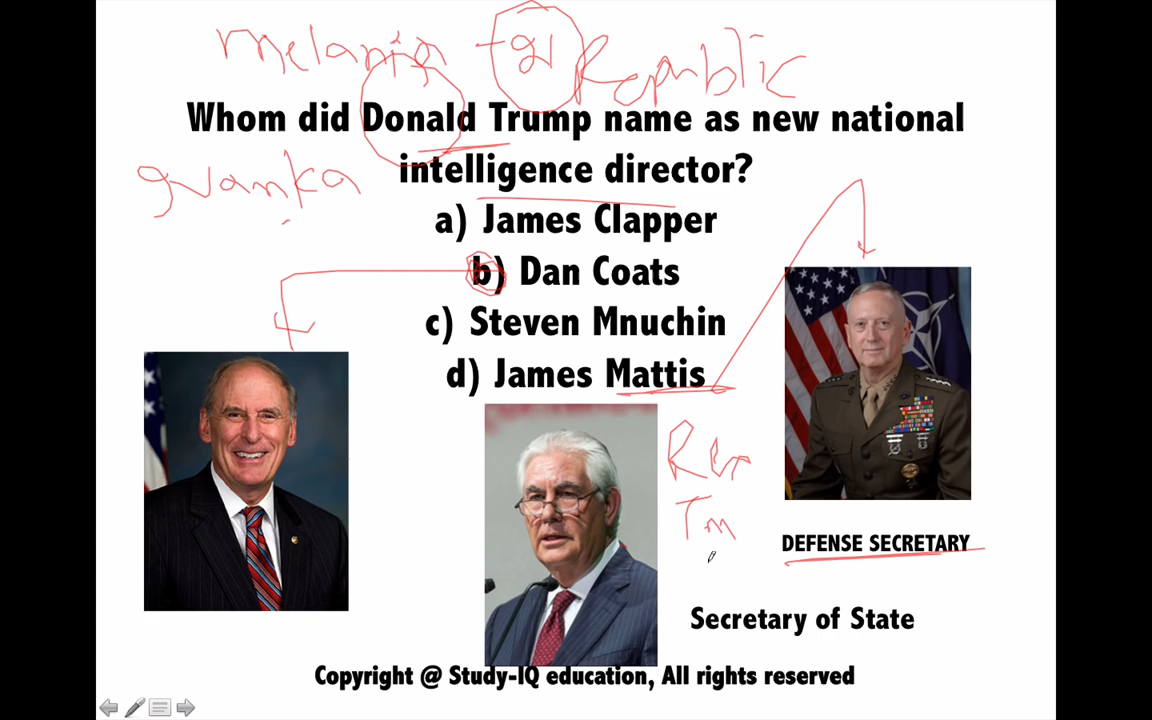 melania
Republic
Whom did Donald Trump name as new national
intelligence director?
a) James Clapper
b) Dan Coats
c) Steven Mnuchin
d) James Mattis
DEFENSE SECRETARY
Secretary of State
Copyright @ Study-IQ education, All rights reserved